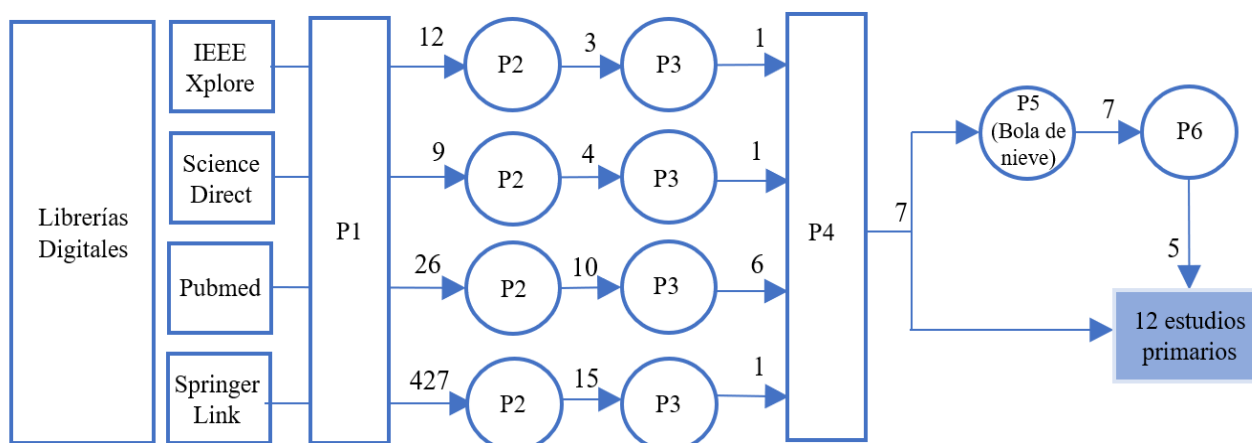 Librerías
Digitales
IEEE
Xplore
Science
Direct
Pubmed
Springer
Link
P1
12
P2
3
P3
1
9
P2
4
P3
1
26
P2
10
P3
6
427
P2
15
P3
1
P4
7
P5
(Bola de
nieve)
7
P6
5
12 estudios
primarios